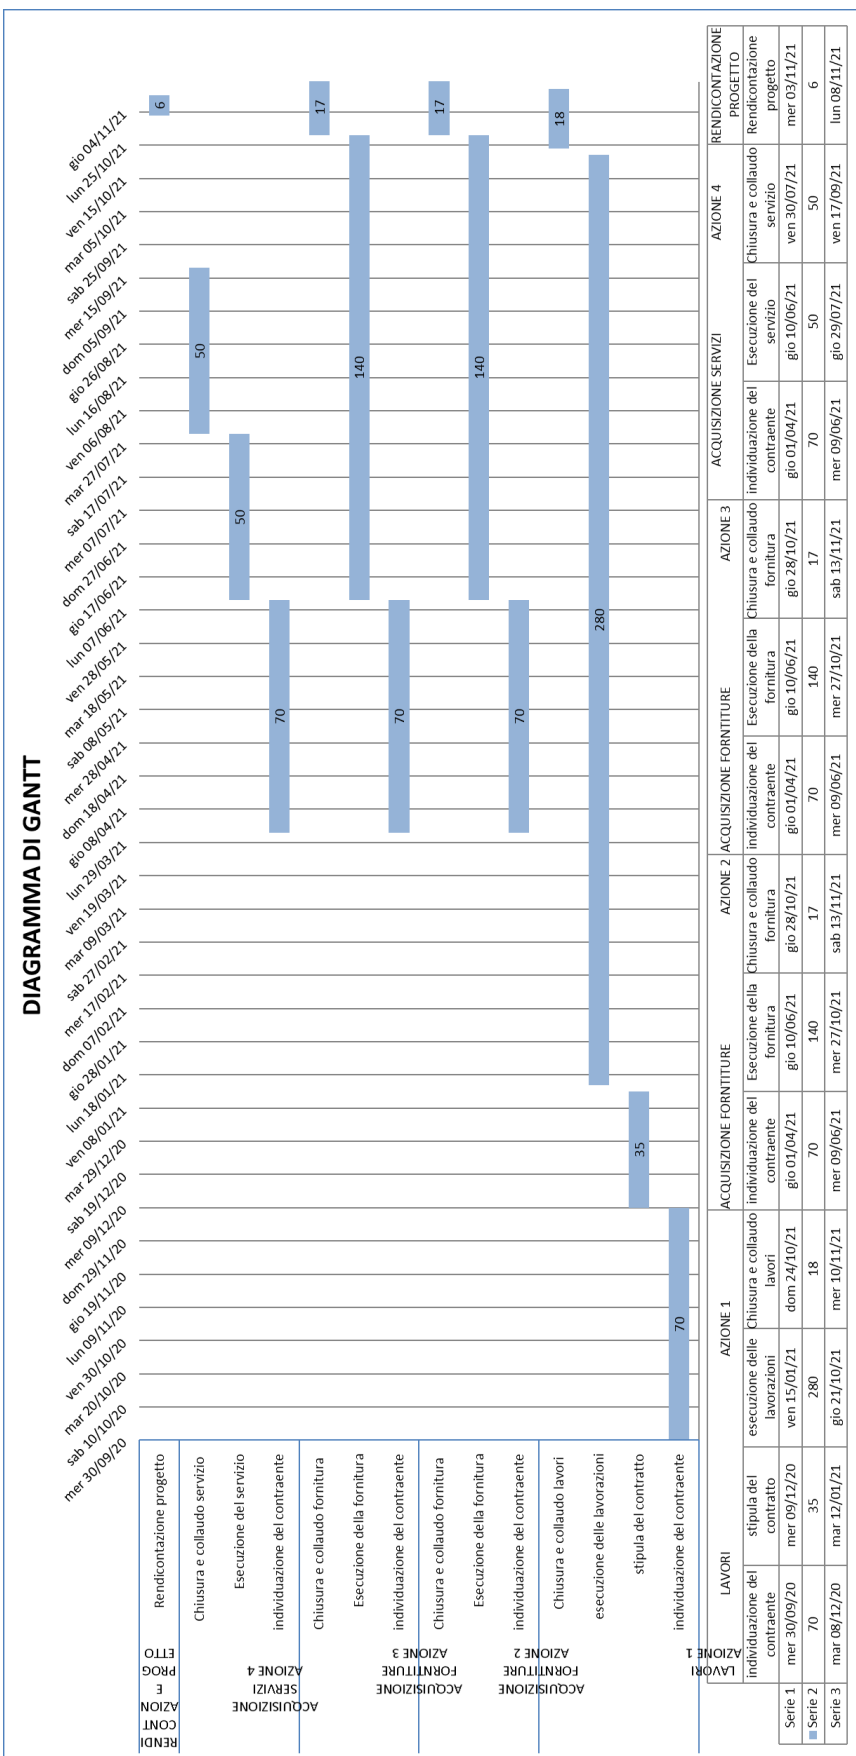 DIAGRAMMA DI GANTT
mer 30/09/20
sab 10/10/20
mar 20/10/20
ven 30/10/20
lun 09/11/20
gio 19/11/20
dom 29/11/20
mer 09/12/20
sab 19/12/20
mar 29/12/20
ven 08/01/21
lun 18/01/21
gio 28/01/21
dom 07/02/21
mer 17/02/21
sab 27/02/21
mar 09/03/21
ven 19/03/21
lun 29/03/21
gio 08/04/21
dom 18/04/21
mer 28/04/21
sab 08/05/21
mar 18/05/21
ven 28/05/21
lun 07/06/21
gio 17/06/21
dom 27/06/21
mer 07/07/21
sab 17/07/21
mar 27/07/21
ven 06/08/21
lun 16/08/21
gio 26/08/21
dom 05/09/21
mer 15/09/21
sab 25/09/21
mar 05/10/21
ven 15/10/21
lun 25/10/21
gio 04/11/21
RENDI
CONT
AZION
E
PROG
ETTO
Rendicontazione progetto
6
ACQUISIZIONE
SERVIZI
AZIONE 4
Chiusura e collaudo servizio
50
Esecuzione del servizio
50
individuazione del contraente
70
ACQUISIZIONE
FORNTITURE
AZIONE 3
Chiusura e collaudo fornitura
17
Esecuzione della fornitura
140
individuazione del contraente
70
ACQUISIZIONE
FORNTITURE
AZIONE 2
Chiusura e collaudo fornitura
17
Esecuzione della fornitura
140
individuazione del contraente
70
LAVORI
AZIONE 1
Chiusura e collaudo lavori
18
esecuzione delle lavorazioni
280
stipula del contratto
35
individuazione del contraente
70
LAVORI AZIONE 1 ACQUISIZIONE FORNTITURE AZIONE 2 ACQUISIZIONE FORNTITURE AZIONE 3 ACQUISIZIONE SERVIZI AZIONE 4 RENDICONTAZIONE
PROGETTO
individuazione del stipula del esecuzione delle Chiusura e collaudo individuazione del Esecuzione della Chiusura e collaudo individuazione del Esecuzione della Chiusura e collaudo individuazione del Esecuzione del Chiusura e collaudo Rendicontazione
contraente contratto lavorazioni lavori contraente fornitura fornitura contraente fornitura fornitura contraente servizio servizio progetto
Serie 1 mer 30/09/20 mer 09/12/20 ven 15/01/21 dom 24/10/21 gio 01/04/21 gio 10/06/21 gio 28/10/21 gio 01/04/21 gio 10/06/21 gio 28/10/21 gio 01/04/21 gio 10/06/21 ven 30/07/21 mer 03/11/21
Serie 2 70 35 280 18 70 140 17 70 140 17 70 50 50 6
Serie 3 mar 08/12/20 mar 12/01/21 gio 21/10/21 mer 10/11/21 mer 09/06/21 mer 27/10/21 sab 13/11/21 mer 09/06/21 mer 27/10/21 sab 13/11/21 mer 09/06/21 gio 29/07/21 ven 17/09/21 lun 08/11/21